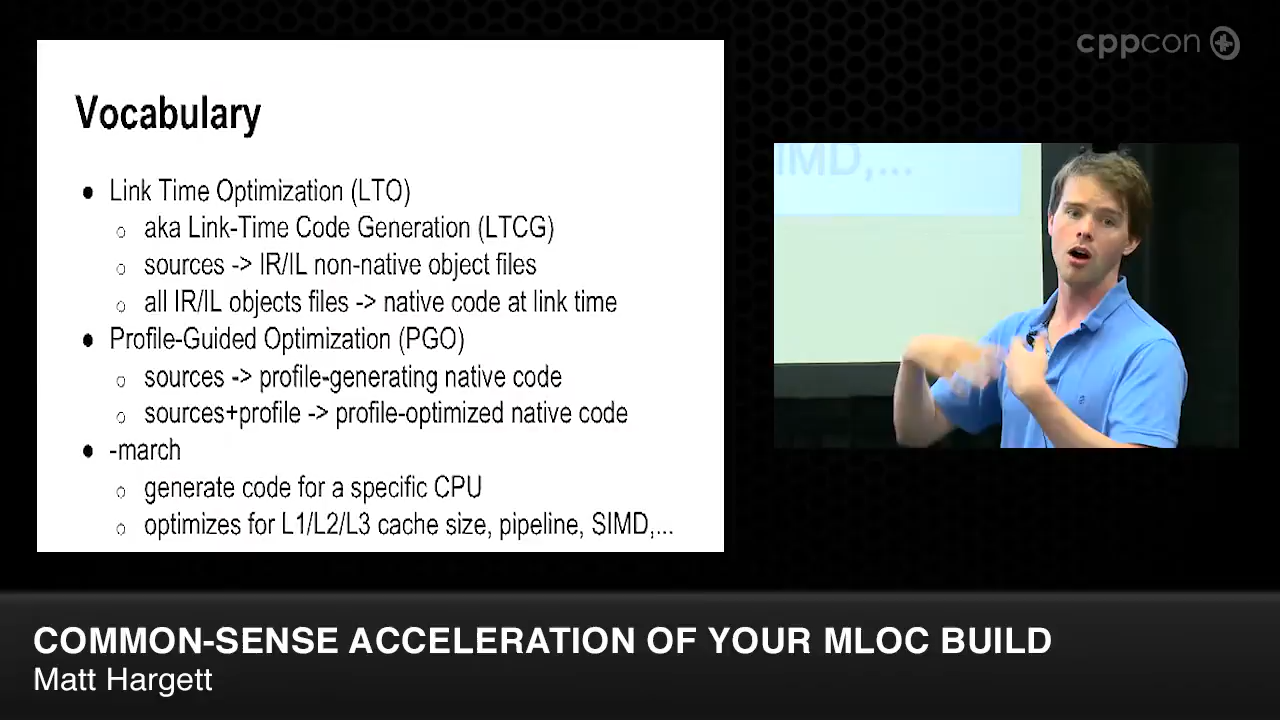 cppcon
Vocabulary
● Link Time Optimization (LTO)
○ aka Link-Time Code Generation (LTCG)
○ sources -> IR/IL non-native object files
○ all IR/IL objects files -> native code at link time
● Profile-Guided Optimization (PGO)
○ sources -> profile-generating native code
○ sources+profile -> profile-optimized native code
● -march
○ generate code for a specific CPU
○ optimizes for L1/L2/L3 cache size, pipeline, SIMD,...
IMD,...
COMMON-SENSE ACCELERATION OF YOUR MLOC BUILD
Matt Hargett